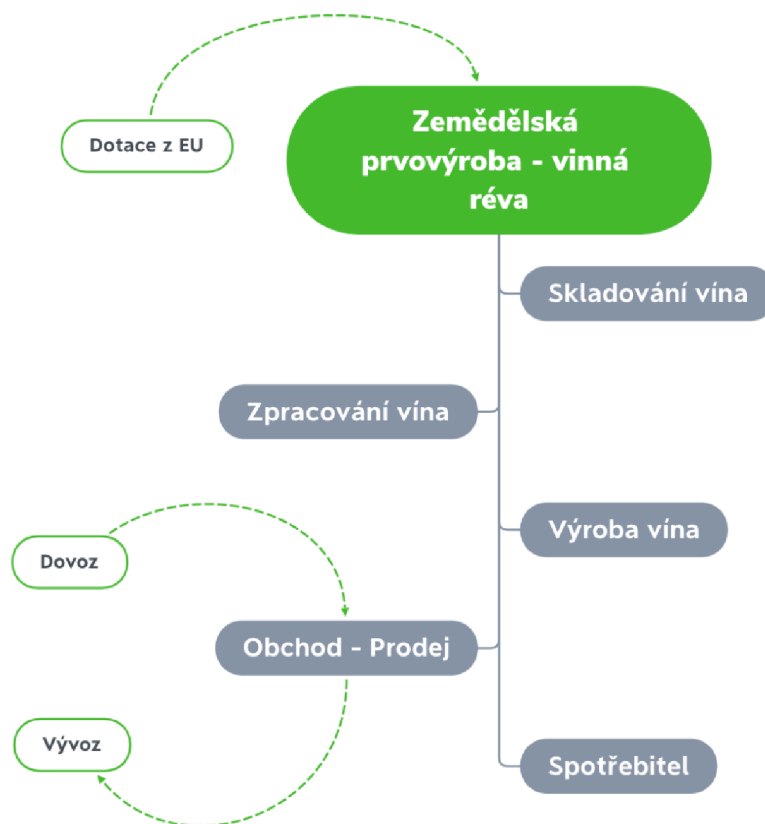 Dotace z EU
Zemědělská
prvovýroba - vinná
réva
Skladování vína
Zpracování vína
Výroba vína
Dovoz
Obchod - Prodej
Vývoz
Spotřebitel